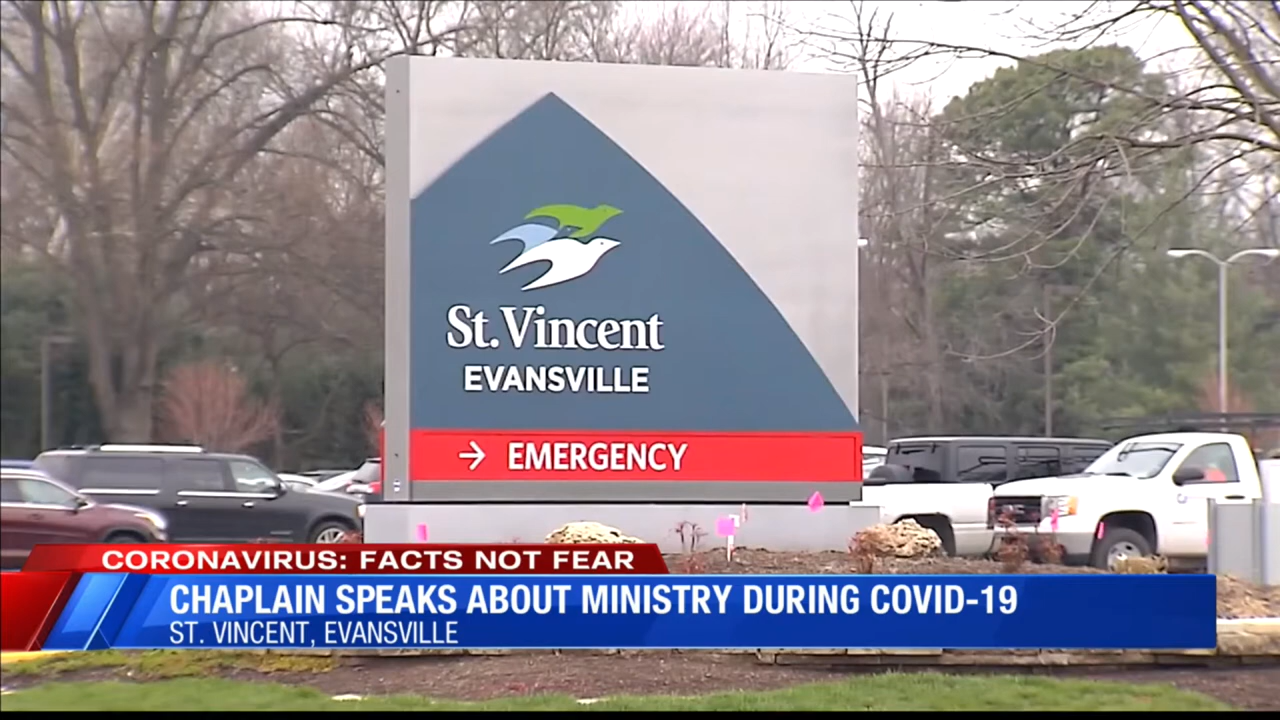 St. Vincent
EVANSVILLE
→ EMERGENCY
CORONAVIRUS: FACTS NOT FEAR
CHAPLAIN SPEAKS ABOUT MINISTRY DURING COVID-19
ST. VINCENT, EVANSVILLE